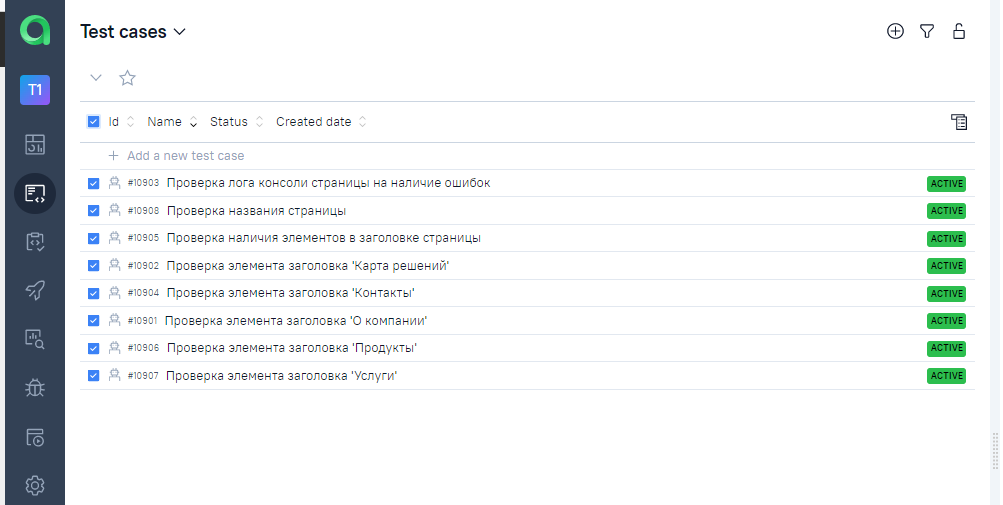 Test cases
T1
Id Name Status Created date
Add a new test case
#10903 Проверка лога консоли страницы на наличие ошибок ACTIVE
#10908 Проверка названия страницы ACTIVE
#10905 Проверка наличия элементов в заголовке страницы ACTIVE
#10902 Проверка элемента заголовка 'Карта решений' ACTIVE
#10904 Проверка элемента заголовка 'Контакты' ACTIVE
#10901 Проверка элемента заголовка 'О компании' ACTIVE
#10906 Проверка элемента заголовка 'Продукты' ACTIVE
#10907 Проверка элемента заголовка 'Услуги' ACTIVE